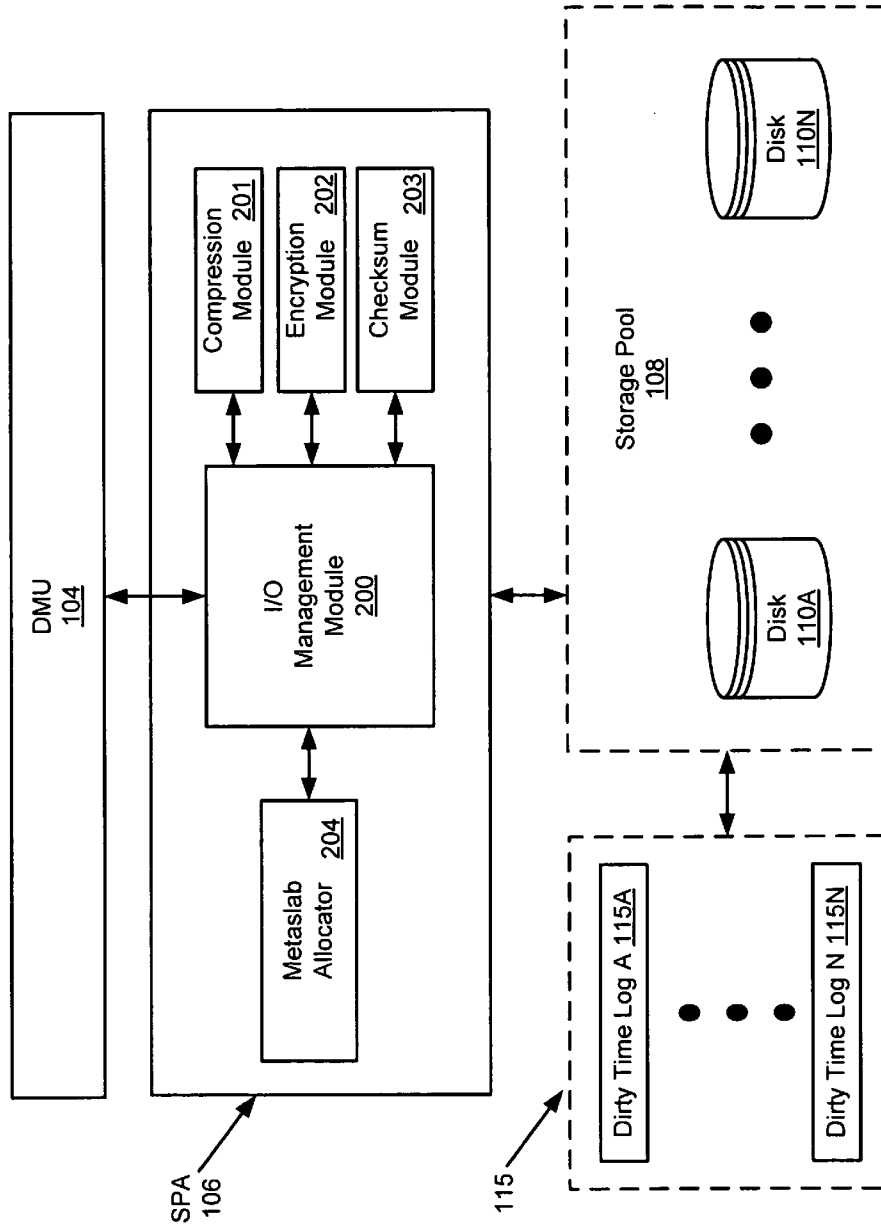 DMU
104
SPA
106
Metaslab
Allocator
204
I/O
Management
Module
200
Compression
Module 201
Encryption
Module 202
Checksum
Module 203
115
Dirty Time Log A 115A
Dirty Time Log N 115N
Storage Pool
108
Disk
110A
Disk
110N